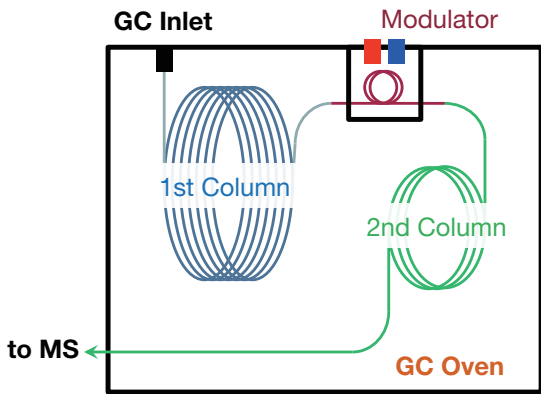 GC Inlet
Modulator
1st Column
2nd Column
to MS
GC Oven